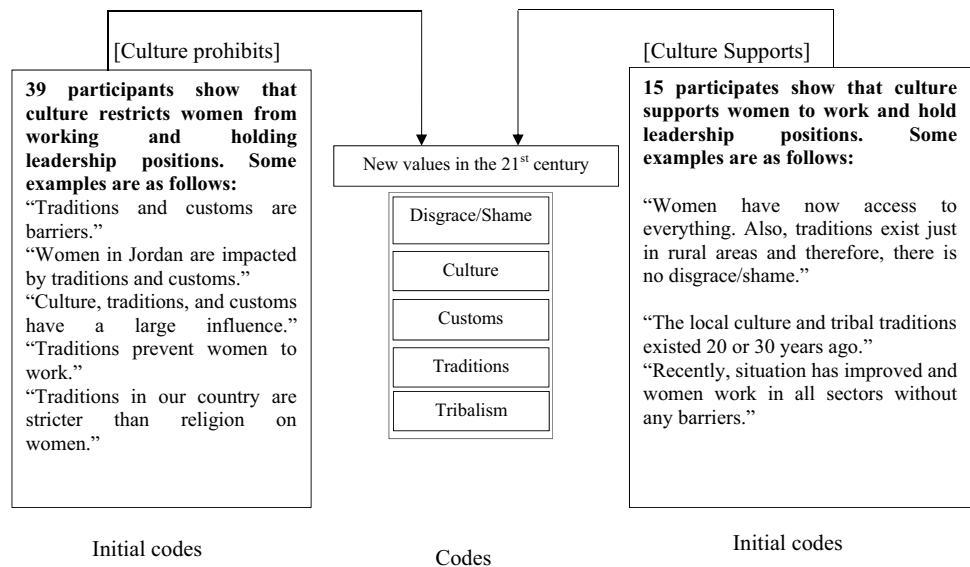 [Culture prohibits]
39 participants show that
culture restricts women from
working and holding
leadership positions. Some
examples are as follows:
“Traditions and customs are
barriers.”
“Women in Jordan are impacted
by traditions and customs.”
“Culture, traditions, and customs
have a large influence.”
“Traditions prevent women to
work.”
“Traditions in our country are
stricter than religion on
women.”
Initial codes
New values in the 21st century
Disgrace/Shame
Culture
Customs
Traditions
Tribalism
Codes
[Culture Supports]
15 participates show that culture
supports women to work and hold
leadership positions. Some
examples are as follows:
“Women have now access to
everything. Also, traditions exist just
in rural areas and therefore, there is
no disgrace/shame.”
“The local culture and tribal traditions
existed 20 or 30 years ago.”
“Recently, situation has improved and
women work in all sectors without
any barriers.”
Initial codes